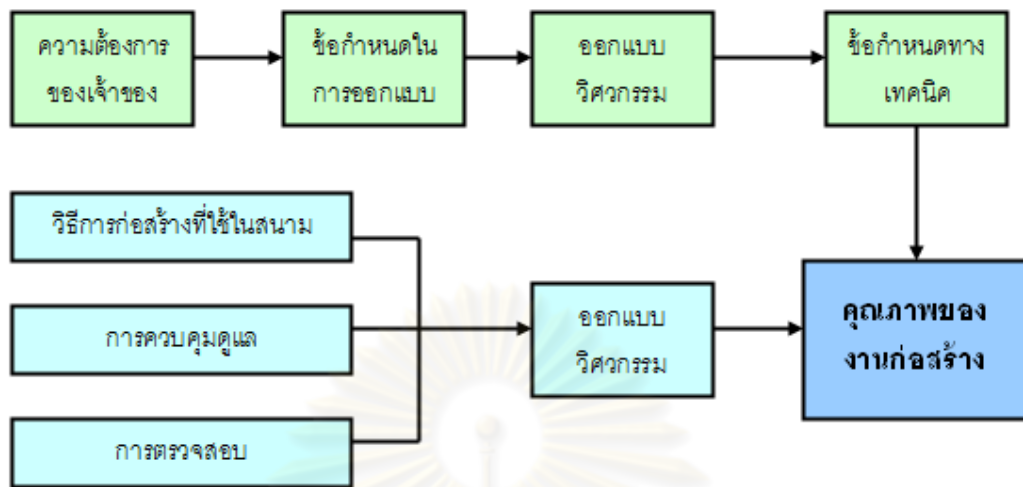 ความต้องการ
ของเจ้าของ
ข้อกำหนดใน
การออกแบบ
ออกแบบ
วิศวกรรม
ข้อกำหนดทาง
เทคนิค
วิธีการก่อสร้างที่ใช้ในสนาม
การควบคุมดูแล
การตรวจสอบ
ออกแบบ
วิศวกรรม
คุณภาพของ
งานก่อสร้าง